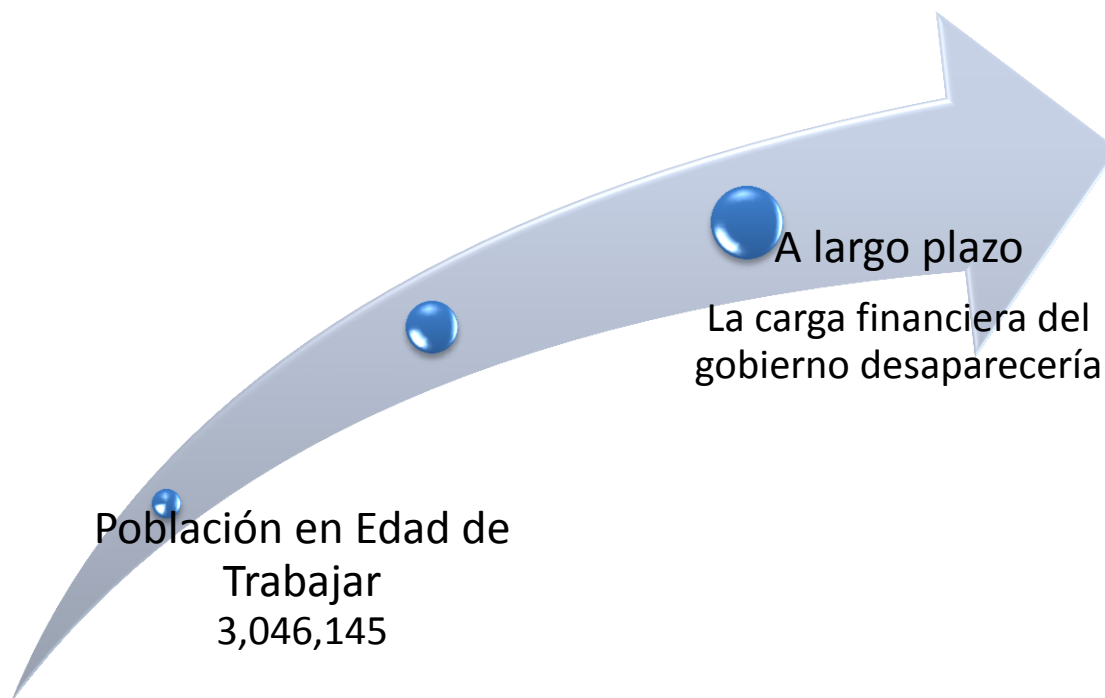 A largo plazo
La carga financiera del
gobierno desaparecería
Población en Edad de
Trabajar
3,046,145